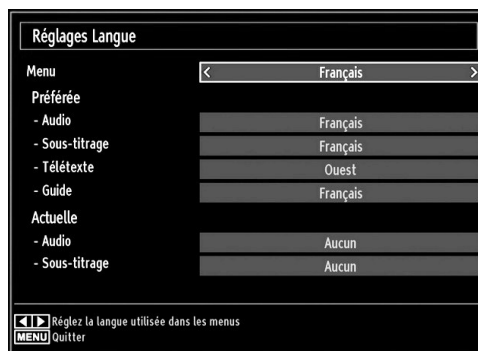 Réglages Langue
Menu < Français >
Préférée
- Audio Français
- Sous-titrage Français
- Télétexte Ouest
- Guide Français
Actuelle
- Audio Aucun
- Sous-titrage Aucun
Réglez la langue utilisée dans les menus
MENU Quitter